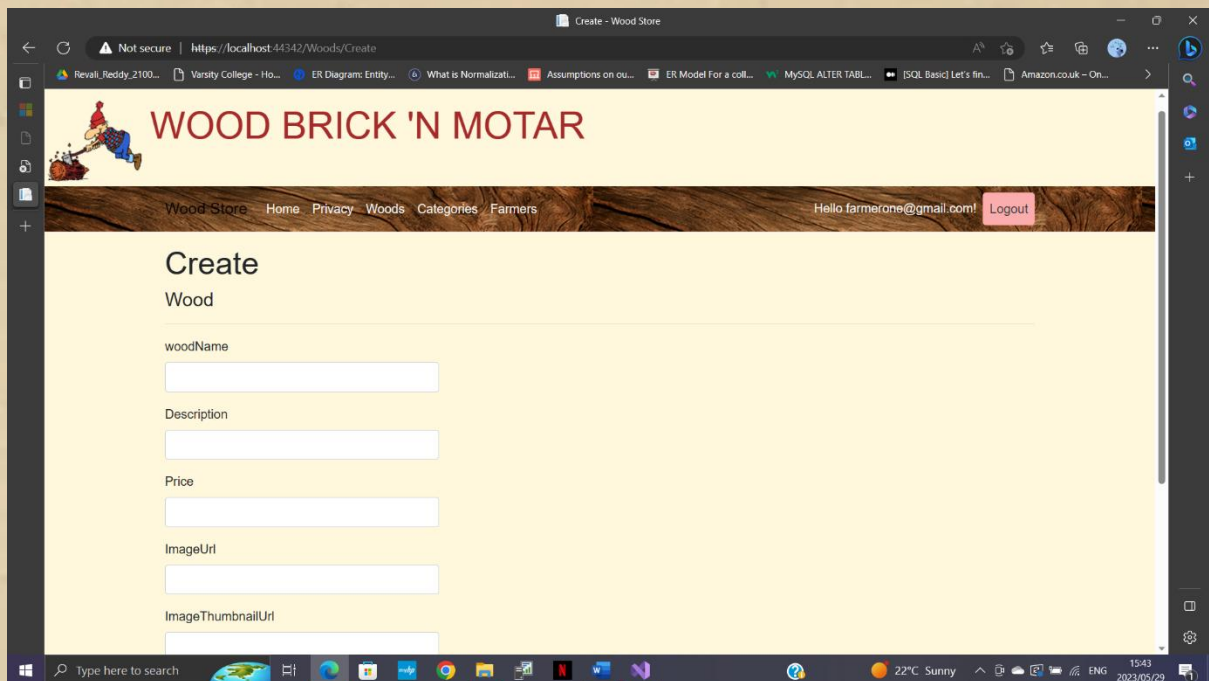 Create - Wood Store
Not secure | https://localhost:44342/Woods/Create
Revali_Reddy_2100... Varsity College - Ho... ER Diagram: Entity... What is Normalizati... Assumptions on ou... ER Model For a coll... MySQL ALTER TABL... [SQL Basic] Let's fin... Amazon.co.uk – On...
WOOD BRICK 'N MOTAR
Wood Store Home Privacy Woods Categories Farmers Hello farmerone@gmail.com! Logout
Create
Wood
woodName
Description
Price
ImageUrl
ImageThumbnailUrl
Type here to search 22°C Sunny ENG 15:43
2023/05/29